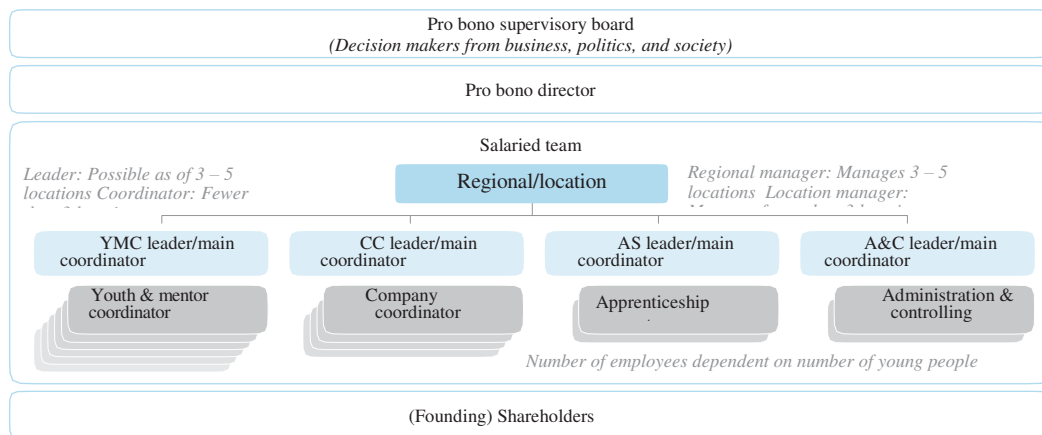 Pro bono supervisory board
(Decision makers from business, politics, and society)
Pro bono director
Salaried team
Leader: Possible as of 3 – 5
locations Coordinator: Fewer
Regional/location
Regional manager: Manages 3 – 5
locations Location manager:
YMC leader/main
coordinator
CC leader/main
coordinator
AS leader/main
coordinator
A&C leader/main
coordinator
Youth & mentor
coordinator
Company
coordinator
Apprenticeship
Administration &
controlling
Number of employees dependent on number of young people
(Founding) Shareholders